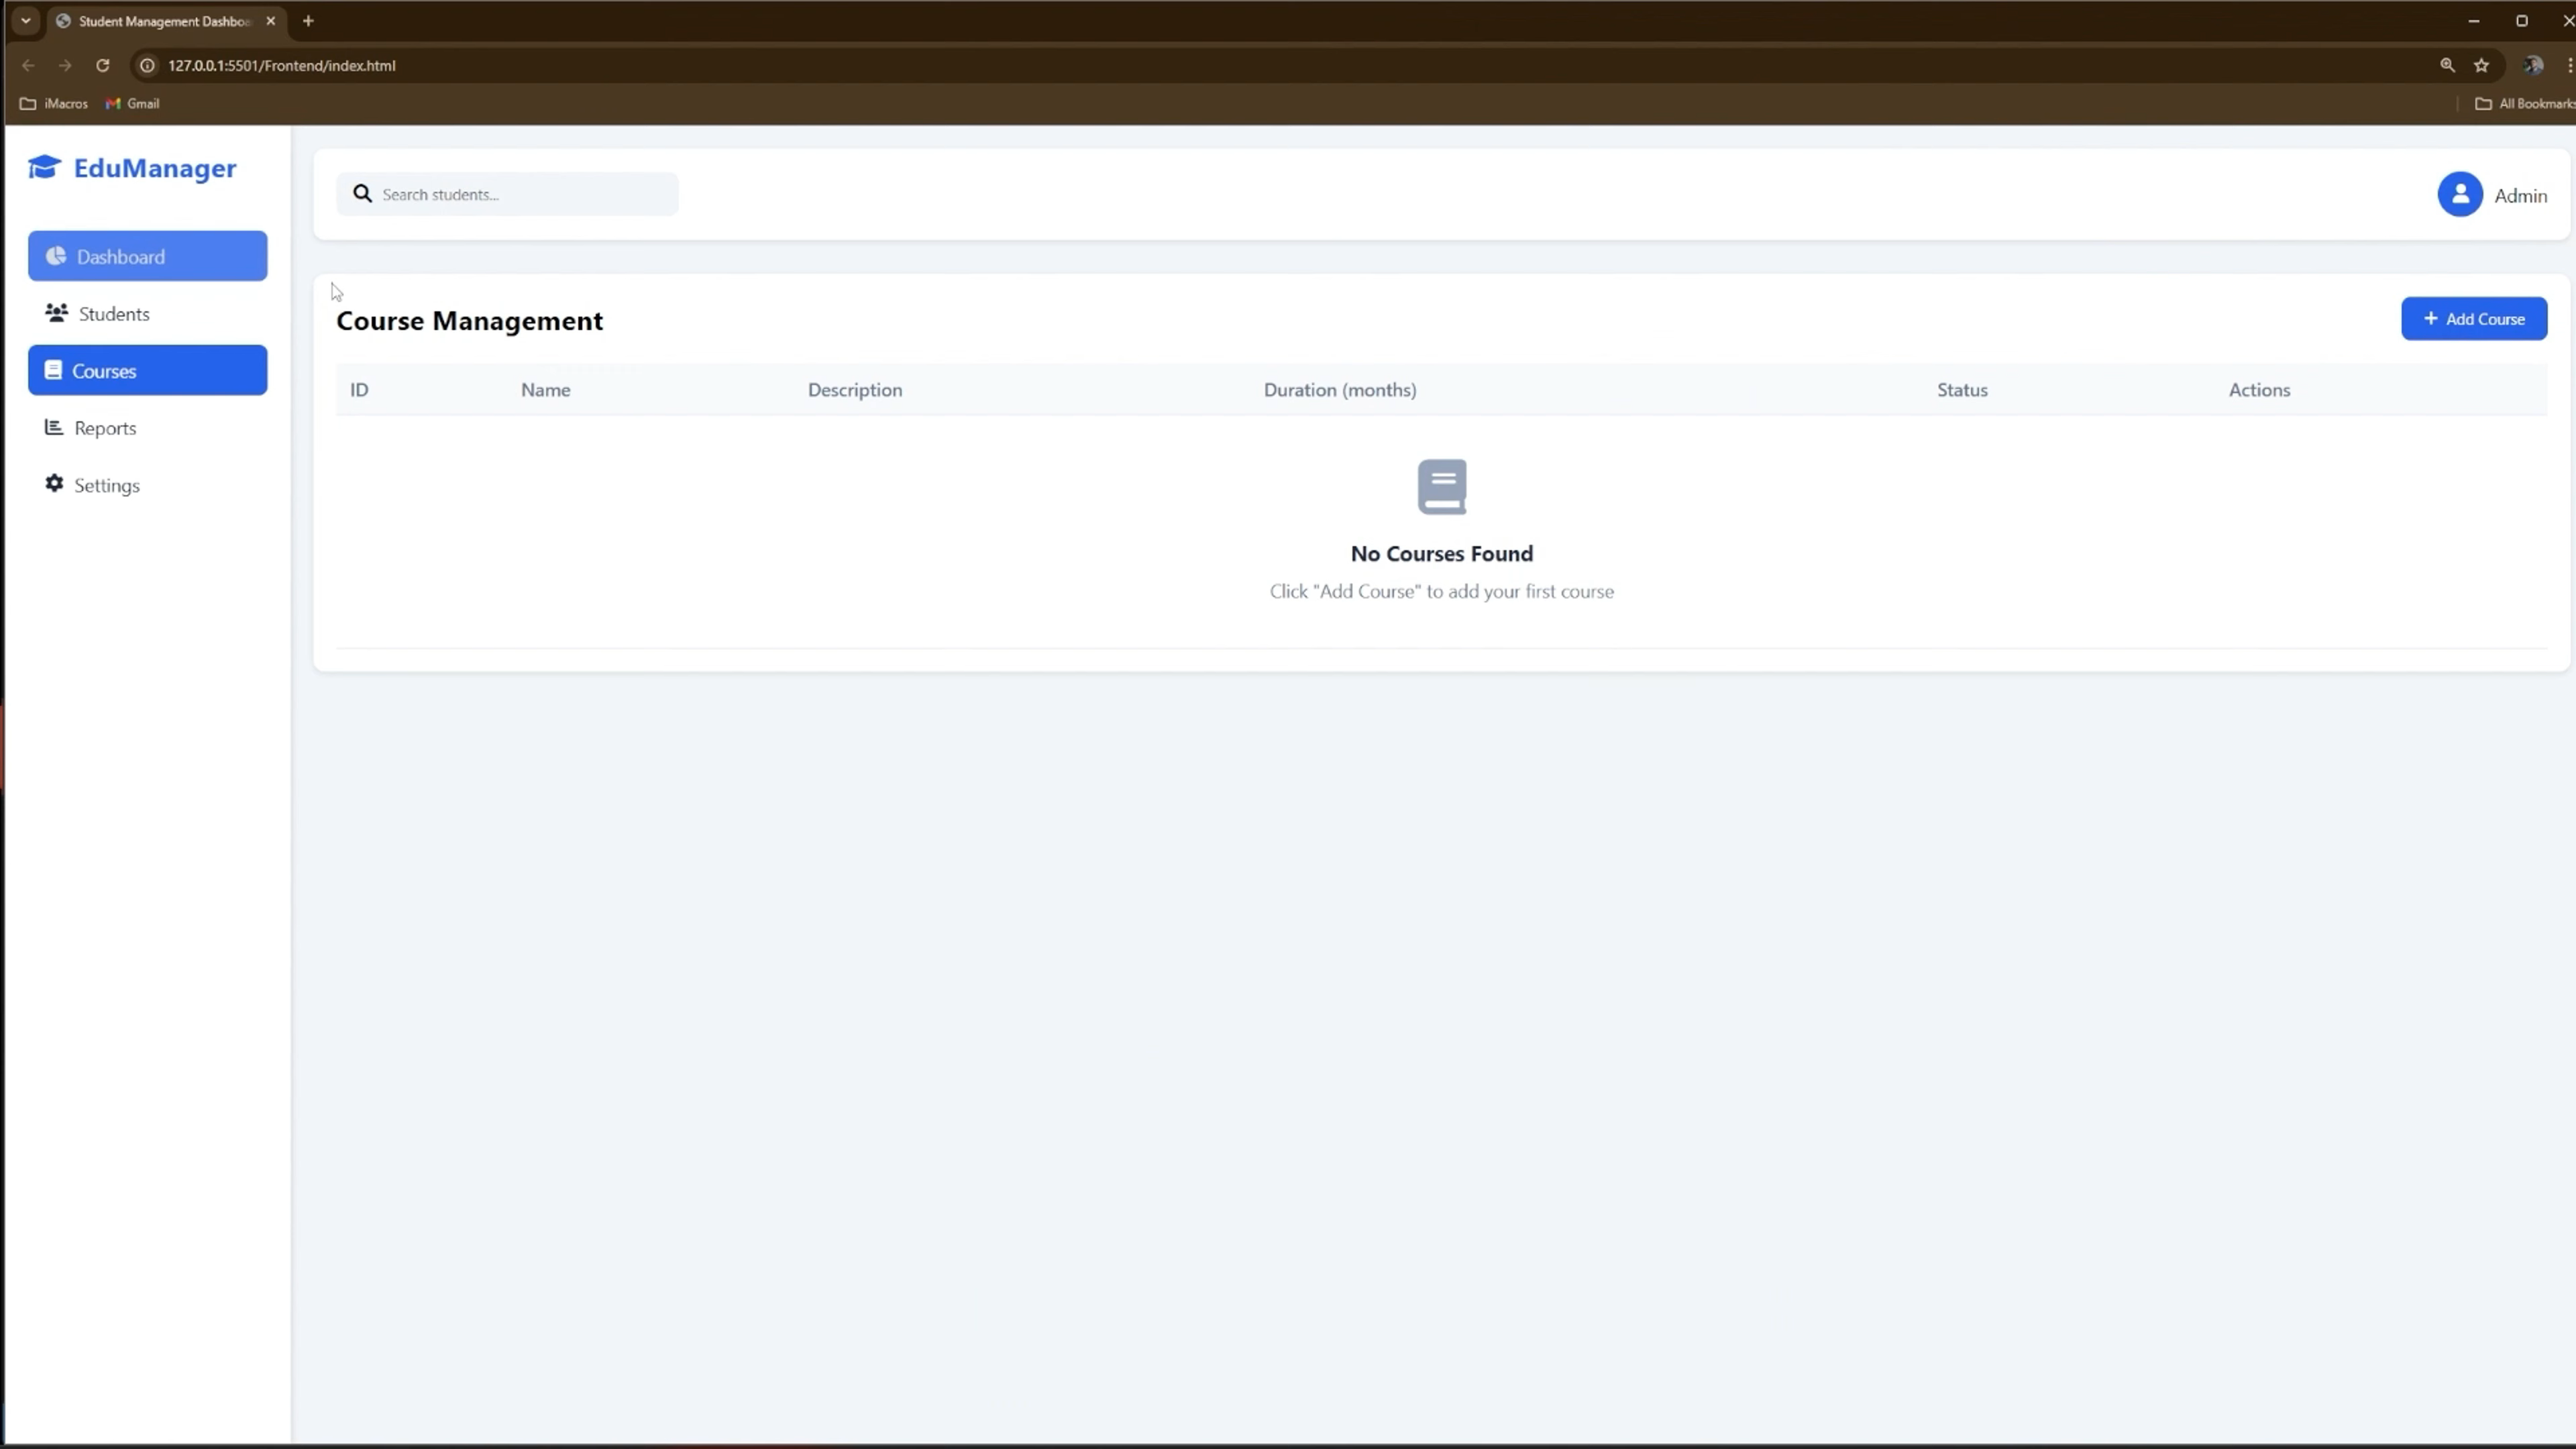 Student Management Dashboa
127.0.0.1:5501/Frontend/index.html
iMacros Gmail All Bookmarks
EduManager
Search students...
Admin
Dashboard
Students
Courses
Reports
Settings
Course Management
+ Add Course
ID Name Description Duration (months) Status Actions
No Courses Found
Click "Add Course" to add your first course